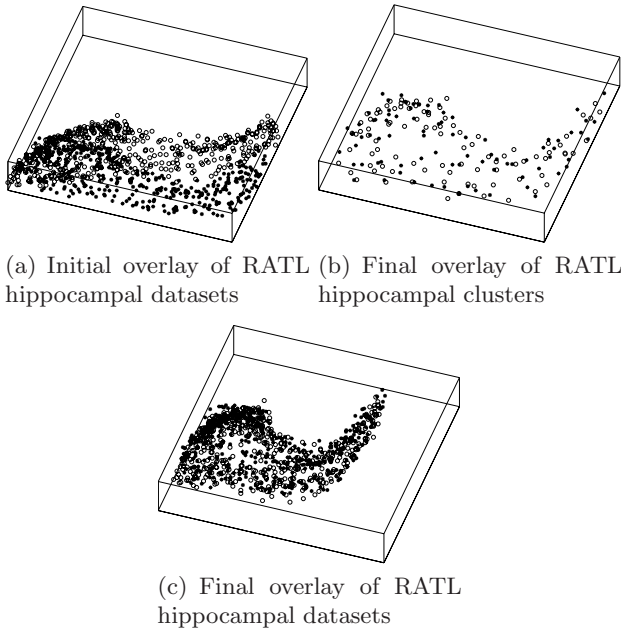 (a) Initial overlay of RATL
hippocampal datasets
(b) Final overlay of RATL
hippocampal clusters
(c) Final overlay of RATL
hippocampal datasets